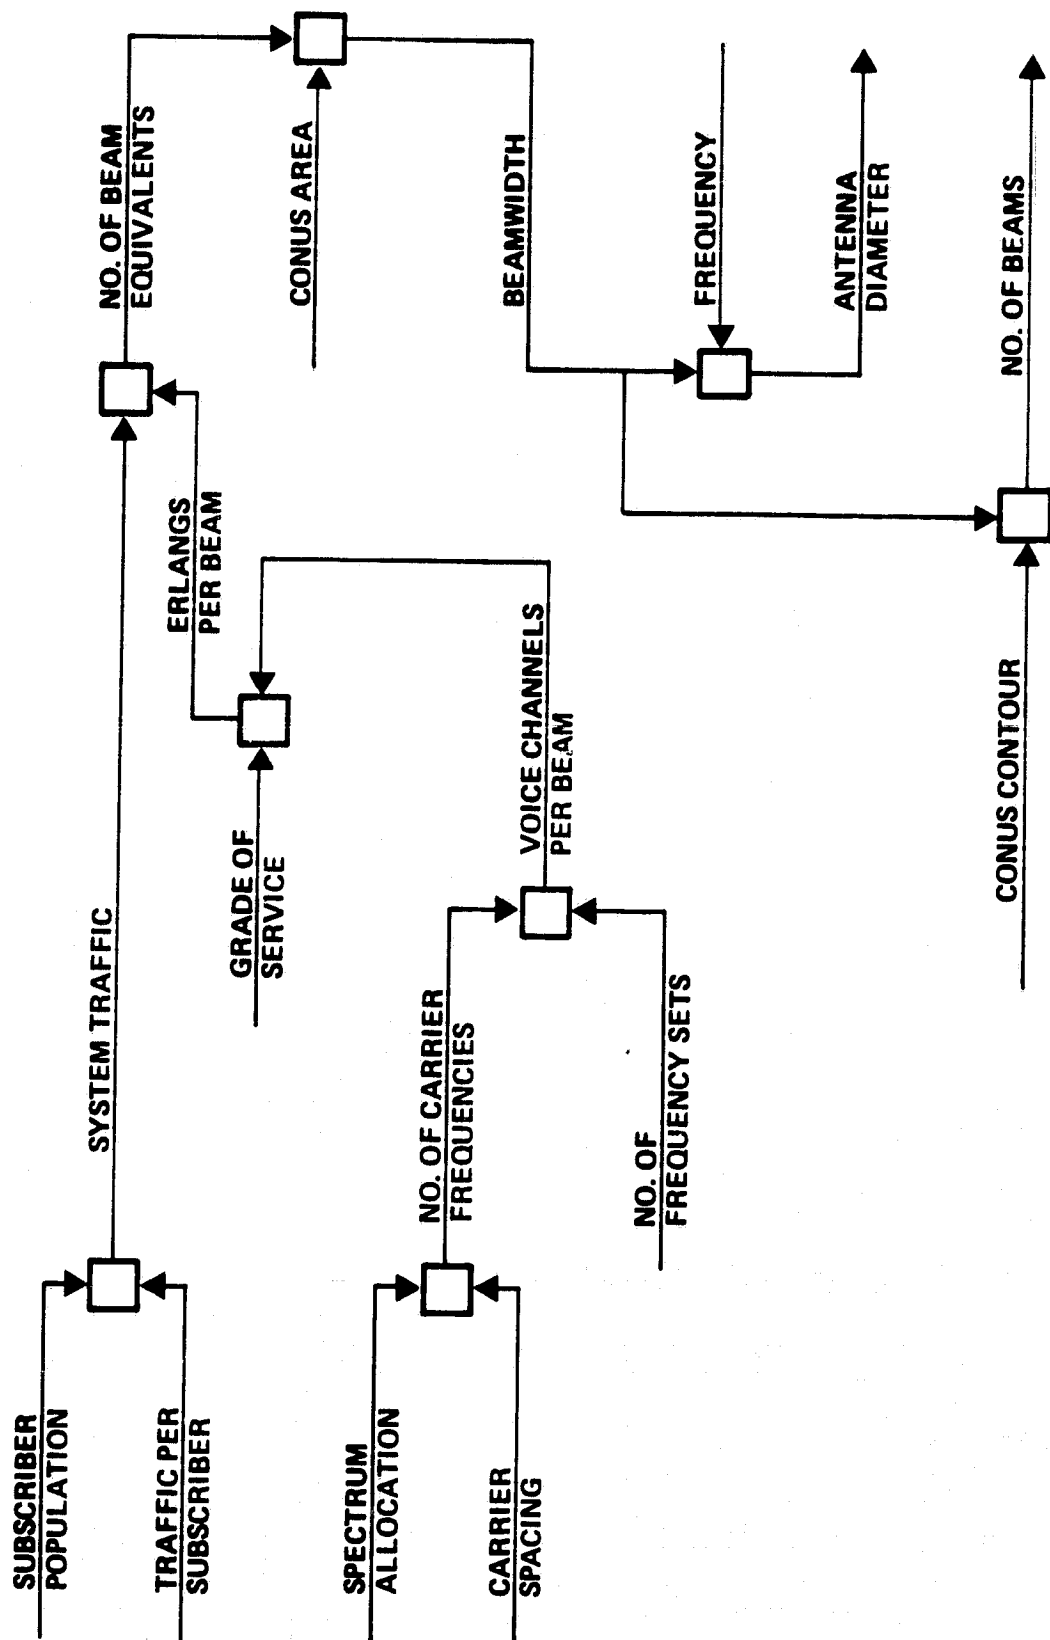 SUBSCRIBER
POPULATION
TRAFFIC PER
SUBSCRIBER
SYSTEM TRAFFIC
NO. OF BEAM
EQUIVALENTS
ERLANGS
PER BEAM
GRADE OF
SERVICE
CONUS AREA
SPECTRUM
ALLOCATION
CARRIER
SPACING
NO. OF CARRIER
FREQUENCIES
VOICE CHANNELS
PER BEAM
NO. OF
FREQUENCY SETS
BEAMWIDTH
FREQUENCY
ANTENNA
DIAMETER
CONUS CONTOUR
NO. OF BEAMS